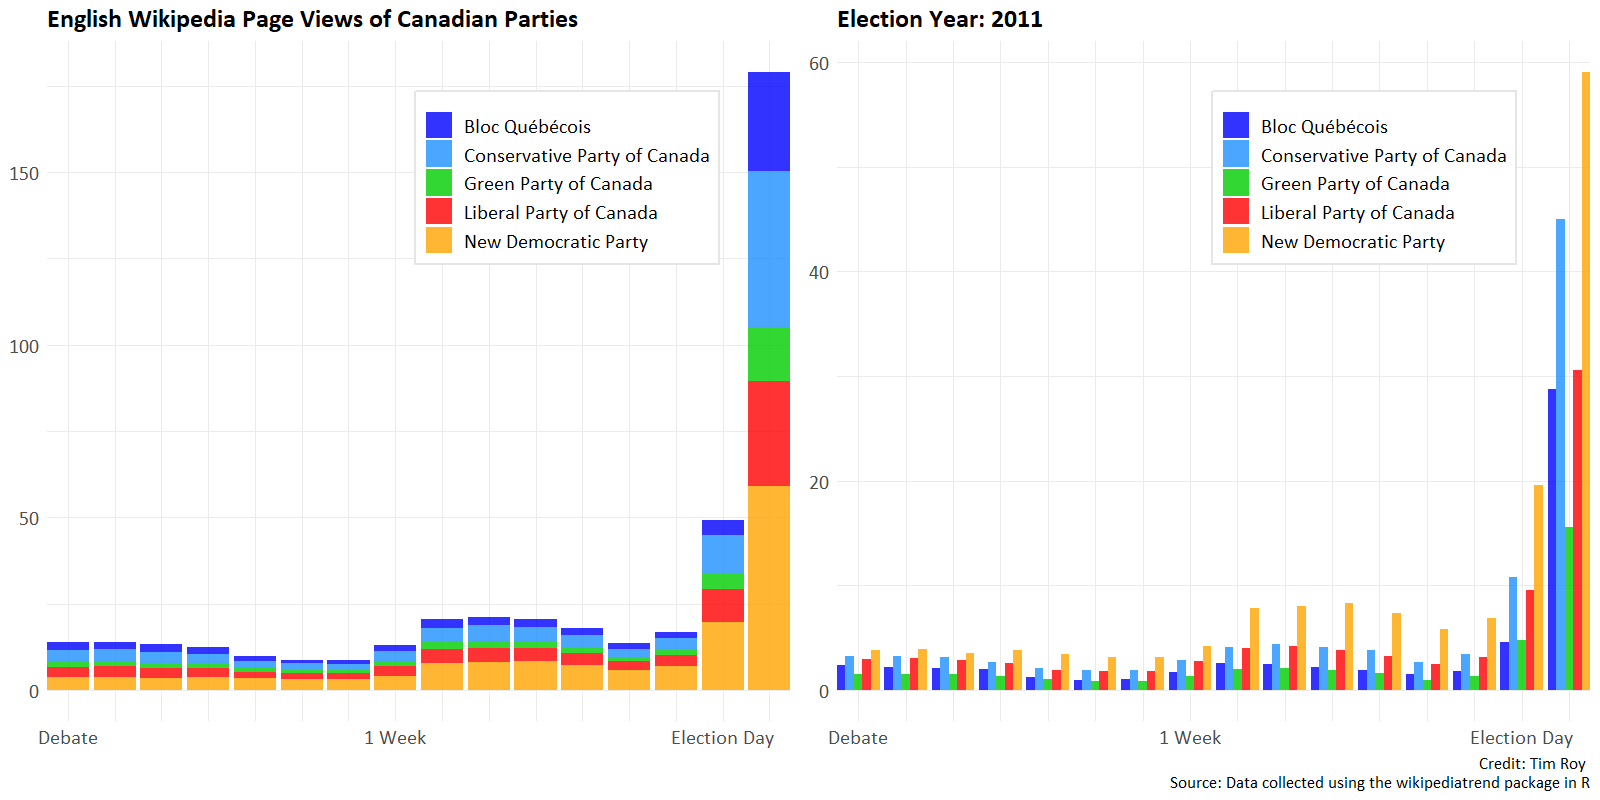 English Wikipedia Page Views of Canadian Parties
150
100
50
0
Bloc Québécois
Conservative Party of Canada
Green Party of Canada
Liberal Party of Canada
New Democratic Party
Debate
1 Week
Election Day
Election Year: 2011
60
40
20
0
Bloc Québécois
Conservative Party of Canada
Green Party of Canada
Liberal Party of Canada
New Democratic Party
Debate
1 Week
Election Day
Credit: Tim Roy
Source: Data collected using the wikipediatrend package in R